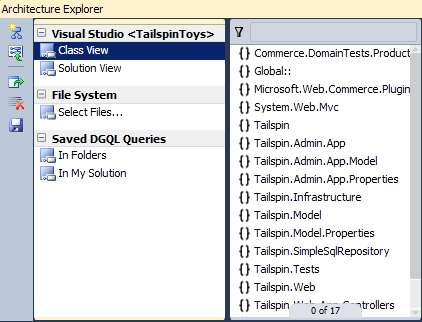 Architecture Explorer
Visual Studio <TailspinToys>
Class View
Solution View
File System
Select Files...
Saved DGQL Queries
In Folders
In My Solution
{} Commerce.DomainTests.Product
{} Global::
{} Microsoft.Web.Commerce.Plugin
{} System.Web.Mvc
{} Tailspin
{} Tailspin.Admin.App
{} Tailspin.Admin.App.Model
{} Tailspin.Admin.App.Properties
{} Tailspin.Infrastructure
{} Tailspin.Model
{} Tailspin.Model.Properties
{} Tailspin.SimpleSqlRepository
{} Tailspin.Tests
{} Tailspin.Web
{} Tailspin.Web.App.Controllers
0 of 17